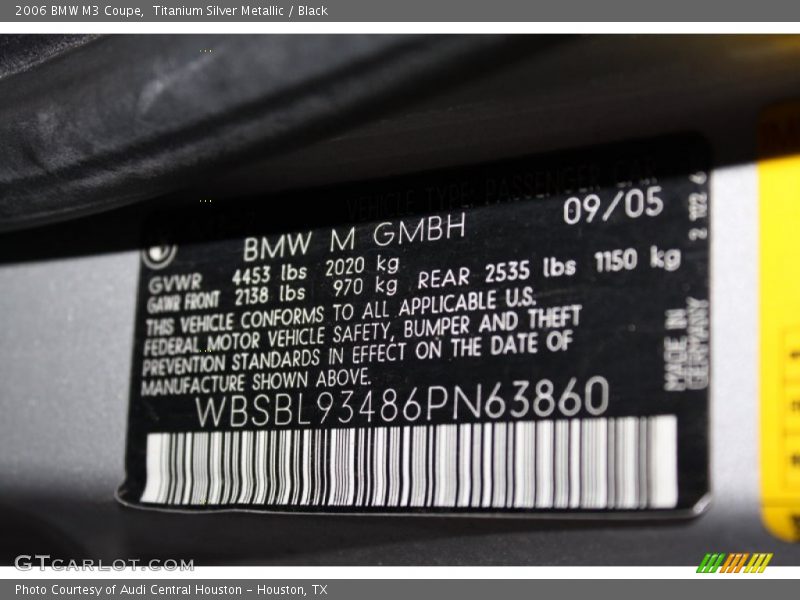 2006 BMW M3 Coupe, Titanium Silver Metallic / Black
VEHICLE TYPE: PASSENGER CAR
BMW M GMBH 09/05
GVWR 4453 lbs 2020 kg
GAWR FRONT 2138 lbs 970 kg REAR 2535 lbs 1150 kg
THIS VEHICLE CONFORMS TO ALL APPLICABLE U.S.
FEDERAL MOTOR VEHICLE SAFETY, BUMPER AND THEFT
PREVENTION STANDARDS IN EFFECT ON THE DATE OF
MANUFACTURE SHOWN ABOVE.
WBSBL93486PN63860
MADE IN
GERMANY
GTCARLOT.COM
Photo Courtesy of Audi Central Houston - Houston, TX